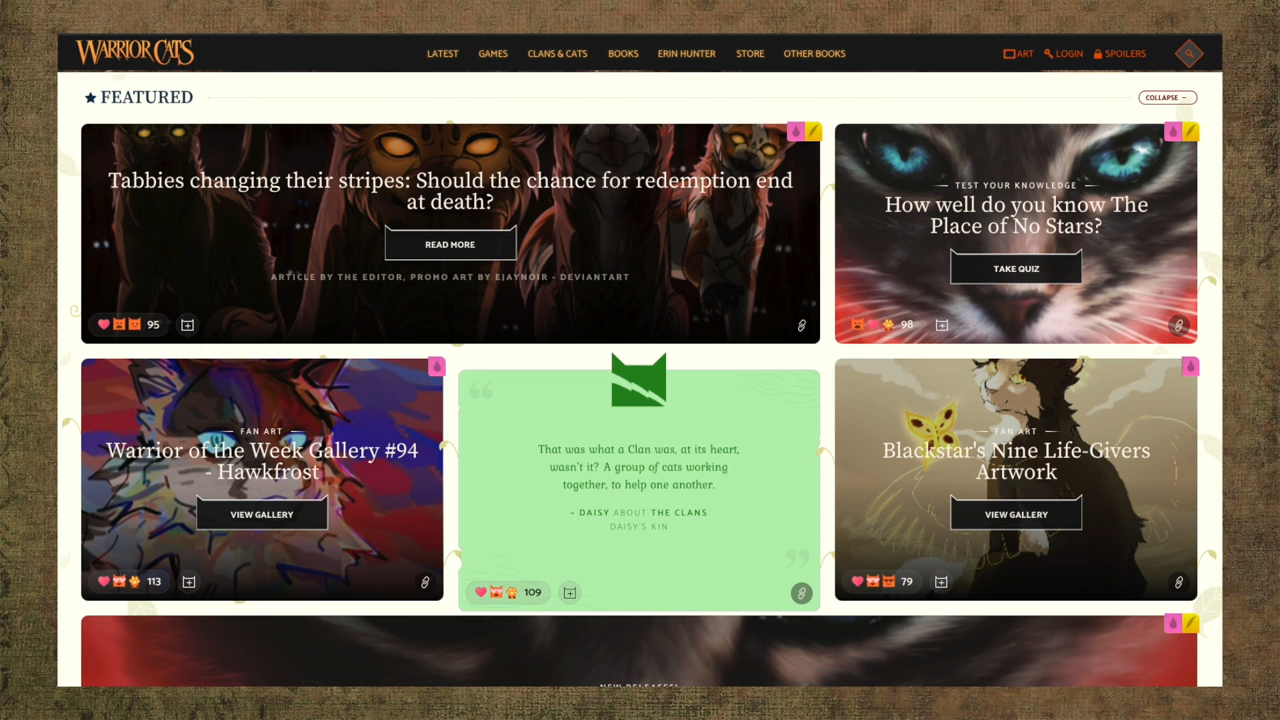 WARRIOR CATS
LATEST GAMES CLANS & CATS BOOKS ERIN HUNTER STORE OTHER BOOKS
ART LOGIN SPOILERS
FEATURED
COLLAPSE −
Tabbies changing their stripes: Should the chance for redemption end
at death?
READ MORE
ARTICLE BY THE EDITOR, PROMO ART BY EJAYNOIR - DEVIANTART
95
TEST YOUR KNOWLEDGE
How well do you know The
Place of No Stars?
TAKE QUIZ
98
FAN ART
Warrior of the Week Gallery #94
- Hawkfrost
VIEW GALLERY
113
“
That was what a Clan was, at its heart,
wasn't it? A group of cats working
together, to help one another.
- DAISY ABOUT THE CLANS
DAISY'S KIN
”
109
FAN ART
Blackstar's Nine Life-Givers
Artwork
VIEW GALLERY
79
NEW RELEASES!